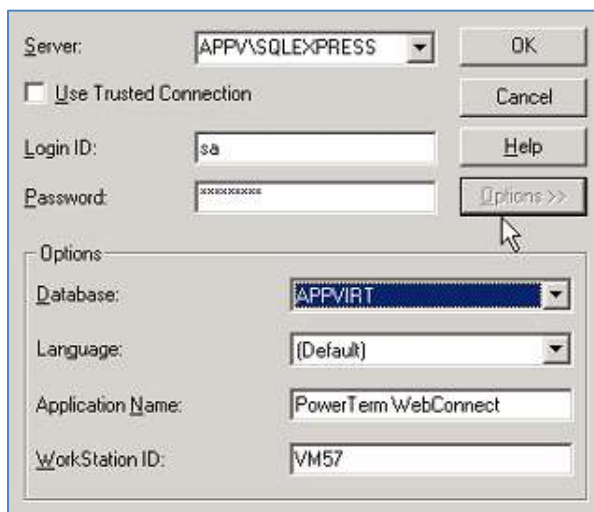 Server: APPV\SQLEXPRESS OK
Use Trusted Connection Cancel
Login ID: sa Help
Password: ********* Options >>
Options
Database: APPVIRT
Language: (Default)
Application Name: PowerTerm WebConnect
WorkStation ID: VM57